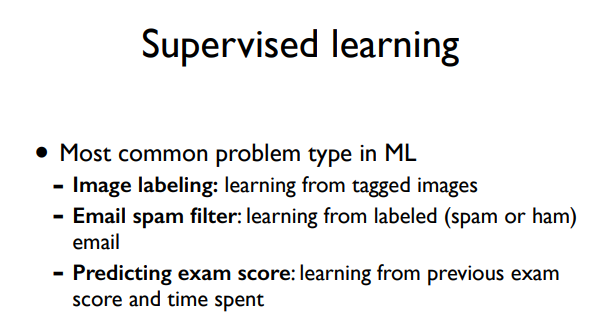 Supervised learning
• Most common problem type in ML
- Image labeling: learning from tagged images
- Email spam filter: learning from labeled (spam or ham)
email
- Predicting exam score: learning from previous exam
score and time spent